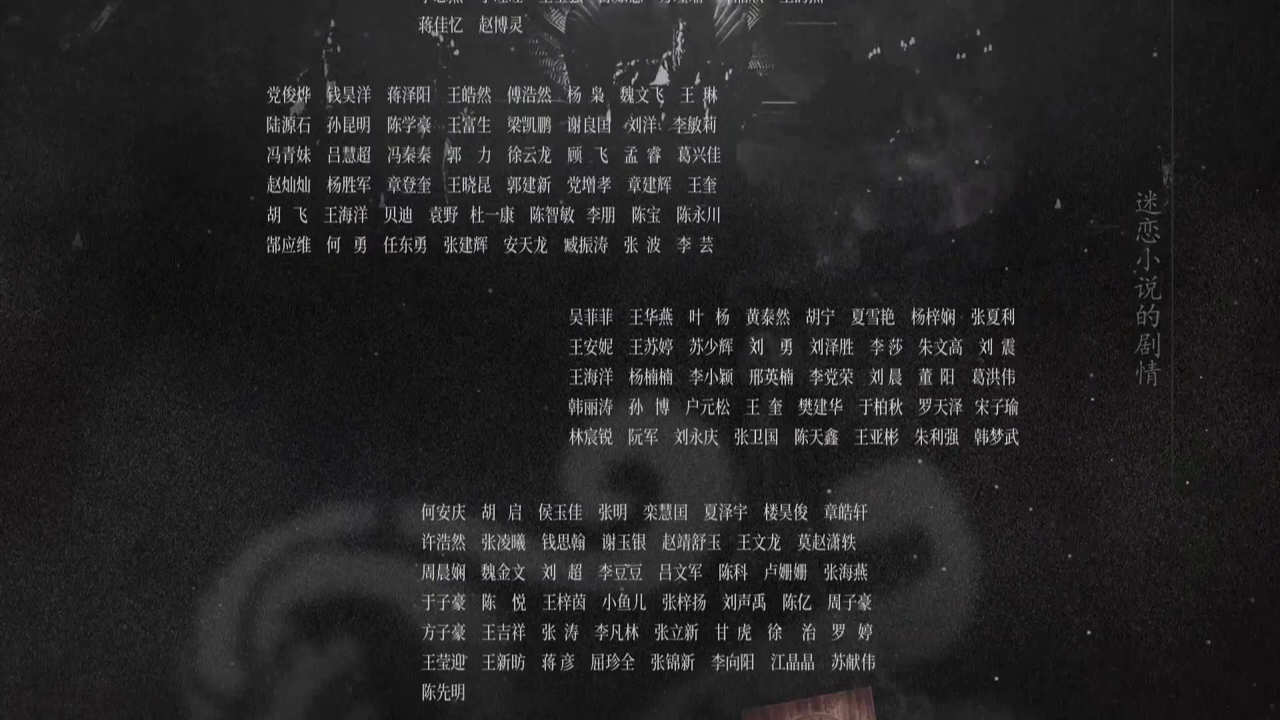 蒋佳忆 赵博灵
党俊烨 钱昊洋 蒋泽阳 王皓然 傅浩然 杨 枭 魏文飞 王 琳
陆源石 孙昆明 陈学豪 王富生 梁凯鹏 谢良国 刘洋 李敏莉
冯青妹 吕慧超 冯秦秦 郭 力 徐云龙 顾 飞 孟 睿 葛兴佳
赵灿灿 杨胜军 章登奎 王晓昆 郭建新 党增孝 章建辉 王奎
胡 飞 王海洋 贝迪 袁野 杜一康 陈智敏 李朋 陈宝 陈永川
郜应维 何 勇 任东勇 张建辉 安天龙 臧振涛 张 波 李 芸
迷恋小说的剧情
吴菲菲 王华燕 叶 杨 黄泰然 胡宁 夏雪艳 杨梓娴 张夏利
王安妮 王苏婷 苏少辉 刘 勇 刘泽胜 李莎 朱文高 刘 震
王海洋 杨楠楠 李小颖 邢英楠 李党荣 刘晨 董 阳 葛洪伟
韩丽涛 孙 博 户元松 王 奎 樊建华 于柏秋 罗天泽 宋子瑜
林宸锐 阮军 刘永庆 张卫国 陈天鑫 王亚彬 朱利强 韩梦武
何安庆 胡 启 侯玉佳 张明 栾慧国 夏泽宇 楼昊俊 章皓轩
许浩然 张凌曦 钱思翰 谢玉银 赵靖舒玉 王文龙 莫赵潇轶
周晨娴 魏金文 刘 超 李豆豆 吕文军 陈科 卢姗姗 张海燕
于子豪 陈 悦 王梓茵 小鱼儿 张梓扬 刘声禹 陈亿 周子豪
方子豪 王吉祥 张 涛 李凡林 张立新 甘 虎 徐 治 罗 婷
王莹迎 王新昉 蒋彦 屈珍全 张锦新 李向阳 江晶晶 苏献伟
陈先明